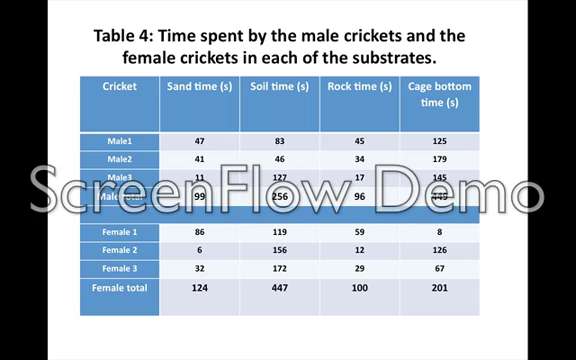 Table 4: Time spent by the male crickets and the
female crickets in each of the substrates.
Cricket Sand time (s) Soil time (s) Rock time (s) Cage bottom
time (s)
Male1 47 83 45 125
Male2 41 46 34 179
Male3 11 127 17 145
Male total 99 256 96 449
ScreenFlow Demo
Female 1 86 119 59 8
Female 2 6 156 12 126
Female 3 32 172 29 67
Female total 124 447 100 201